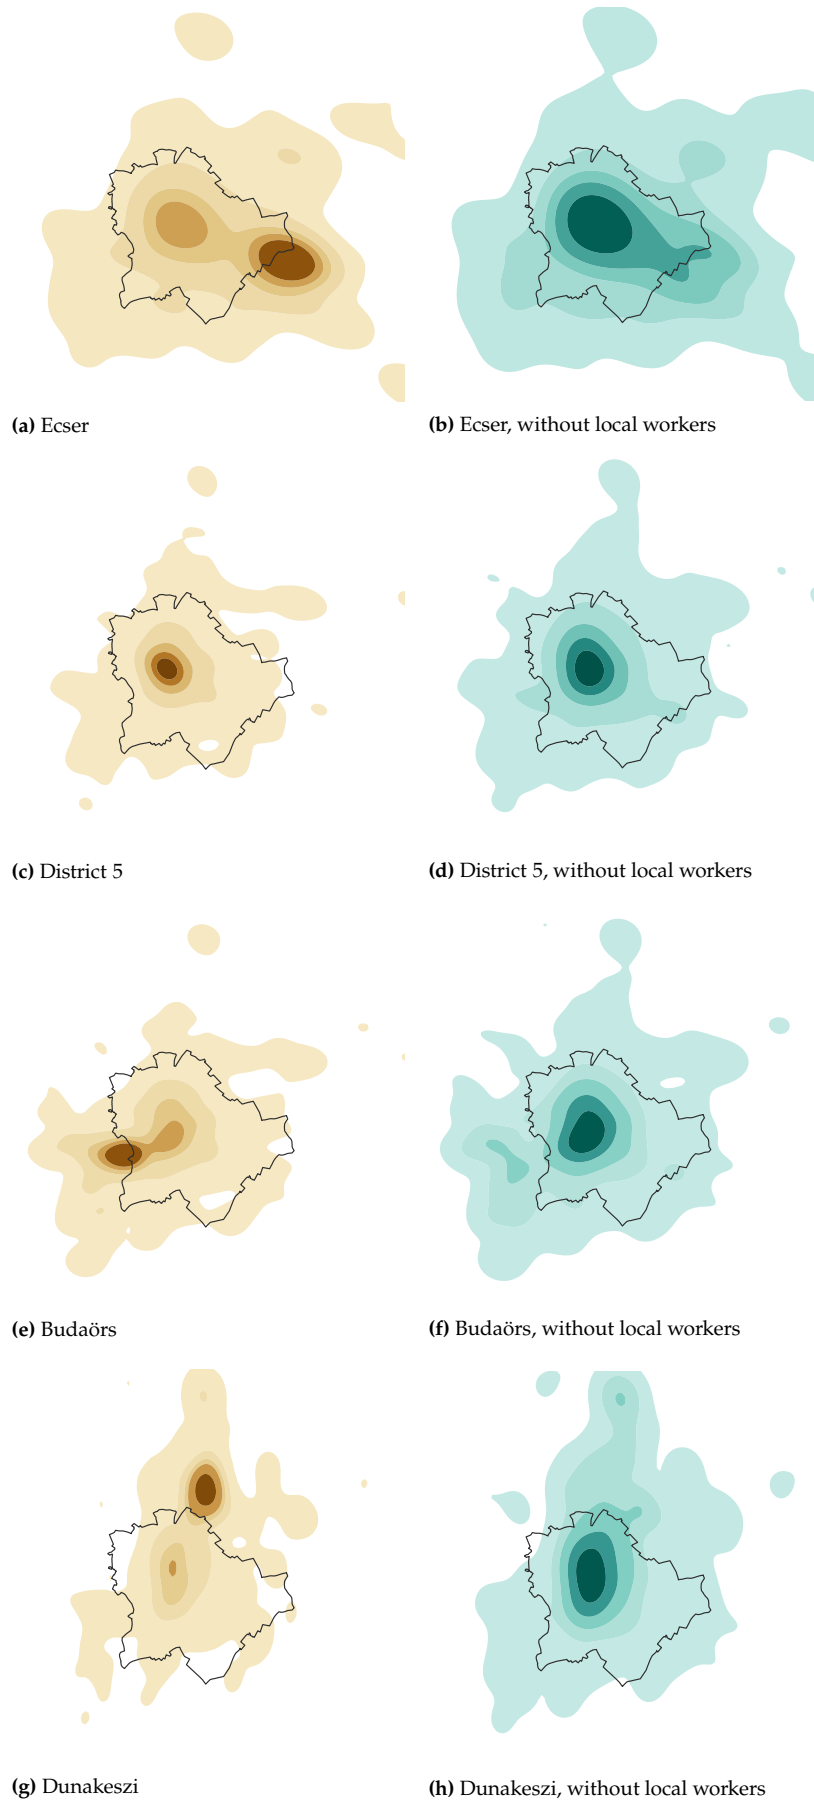 (a) Ecser
(b) Ecser, without local workers
(c) District 5
(d) District 5, without local workers
(e) Budaörs
(f) Budaörs, without local workers
(g) Dunakeszi
(h) Dunakeszi, without local workers